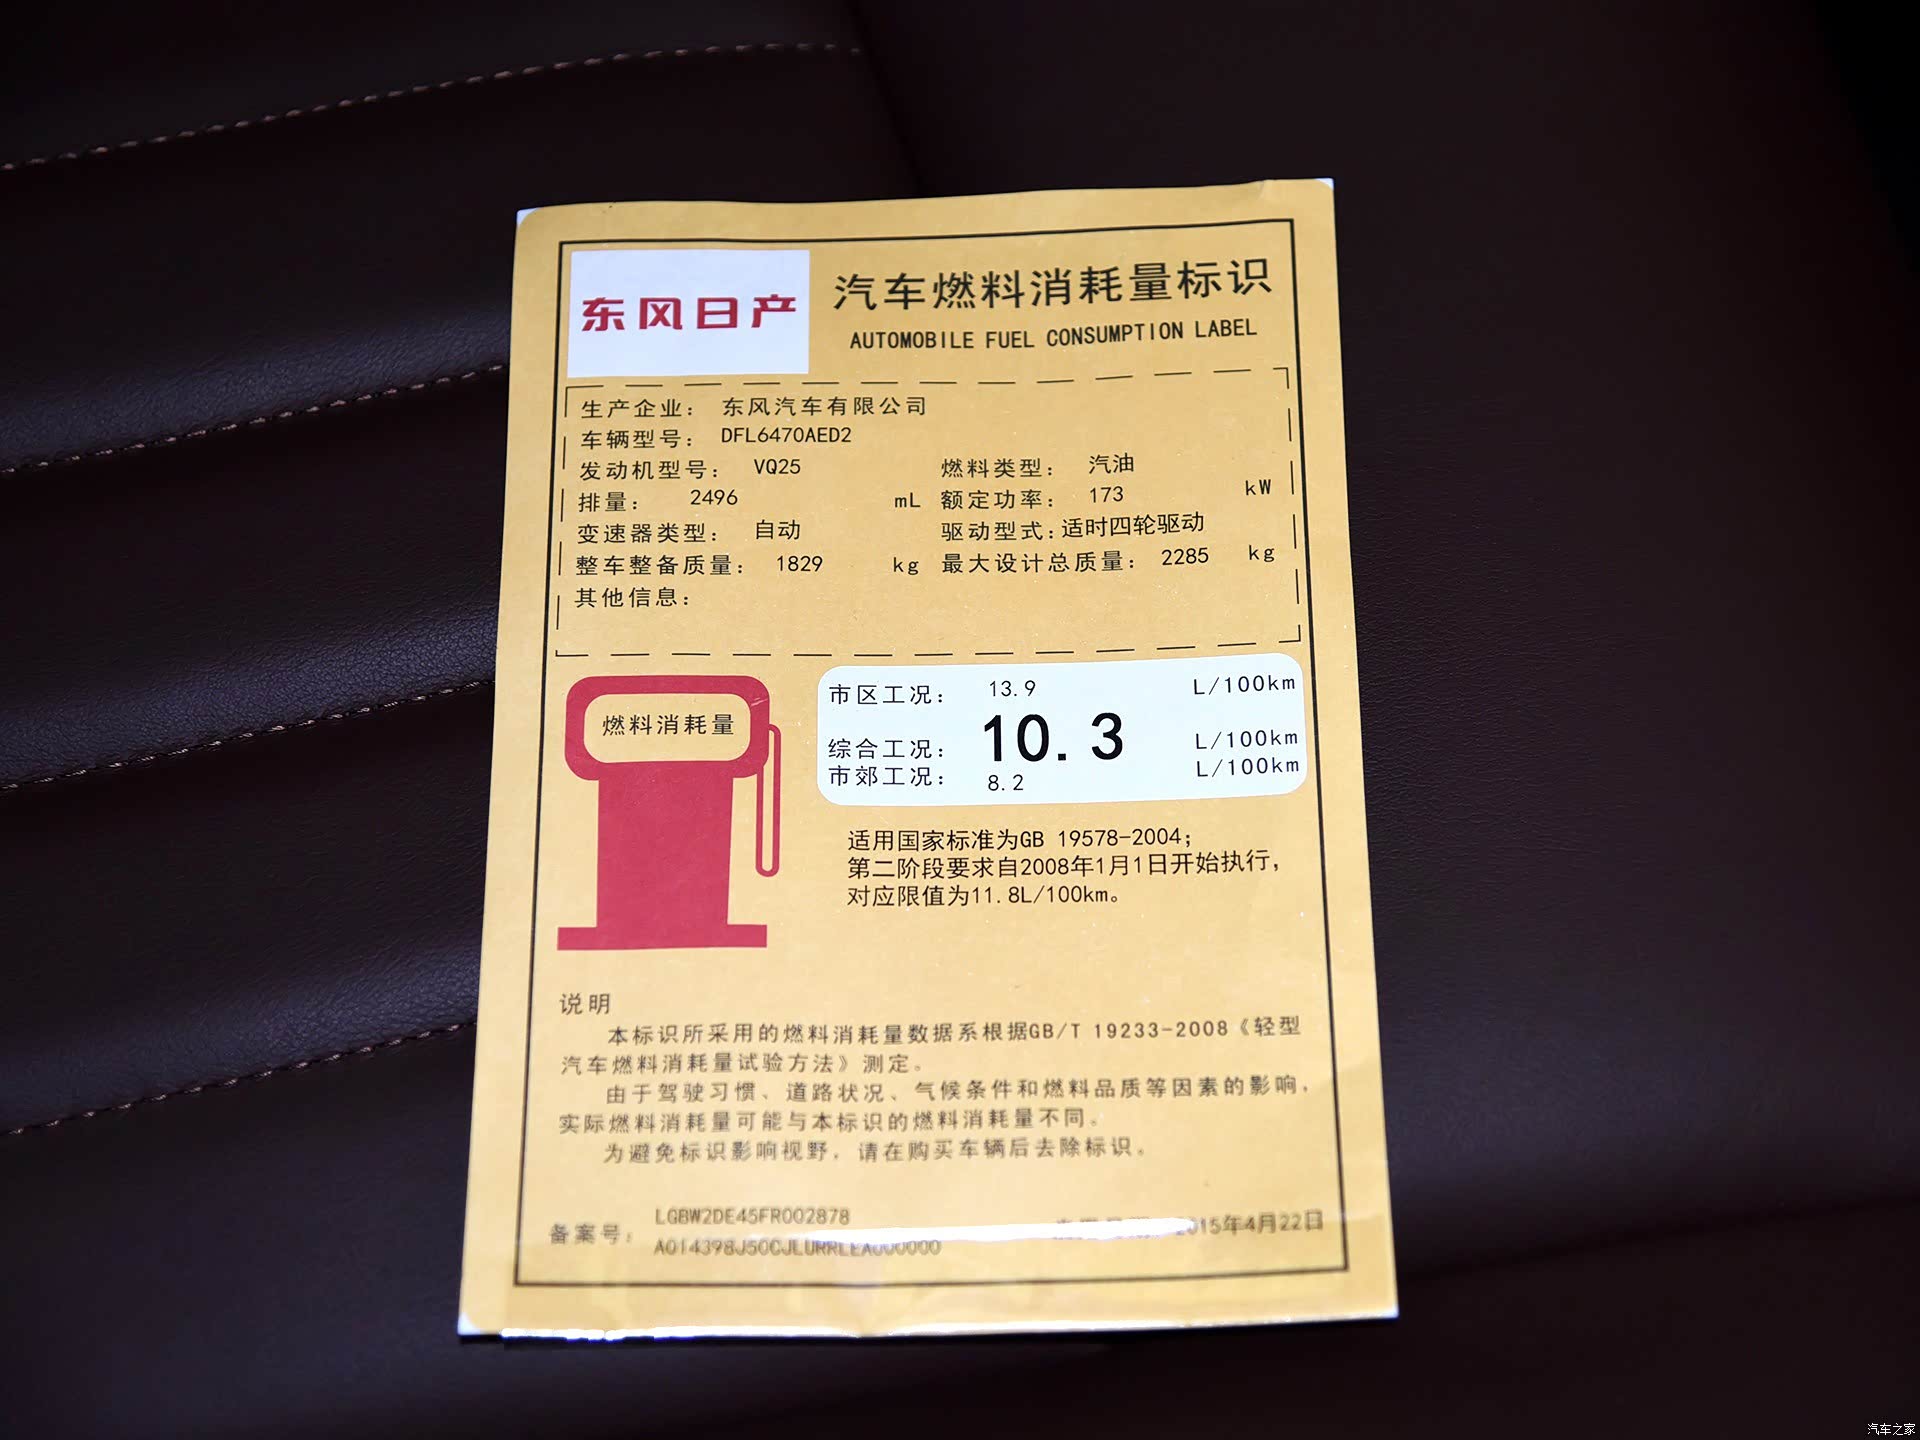 东风日产
汽车燃料消耗量标识
AUTOMOBILE FUEL CONSUMPTION LABEL
生产企业： 东风汽车有限公司
车辆型号： DFL6470AED2
发动机型号： VQ25 燃料类型： 汽油
排量： 2496 mL 额定功率： 173 kW
变速器类型： 自动 驱动型式：适时四轮驱动
整车整备质量： 1829 kg 最大设计总质量： 2285 kg
其他信息：
燃料消耗量
市区工况： 13.9 L/100km
综合工况： 10.3 L/100km
市郊工况： 8.2 L/100km
适用国家标准为GB 19578-2004；
第二阶段要求自2008年1月1日开始执行，
对应限值为11.8L/100km。
说明
本标识所采用的燃料消耗量数据系根据GB/T 19233-2008《轻型
汽车燃料消耗量试验方法》测定。
由于驾驶习惯、道路状况、气候条件和燃料品质等因素的影响，
实际燃料消耗量可能与本标识的燃料消耗量不同。
为避免标识影响视野，请在购买车辆后去除标识。
备案号： LGBW2DE45FR002878
2015年4月22日
汽车之家